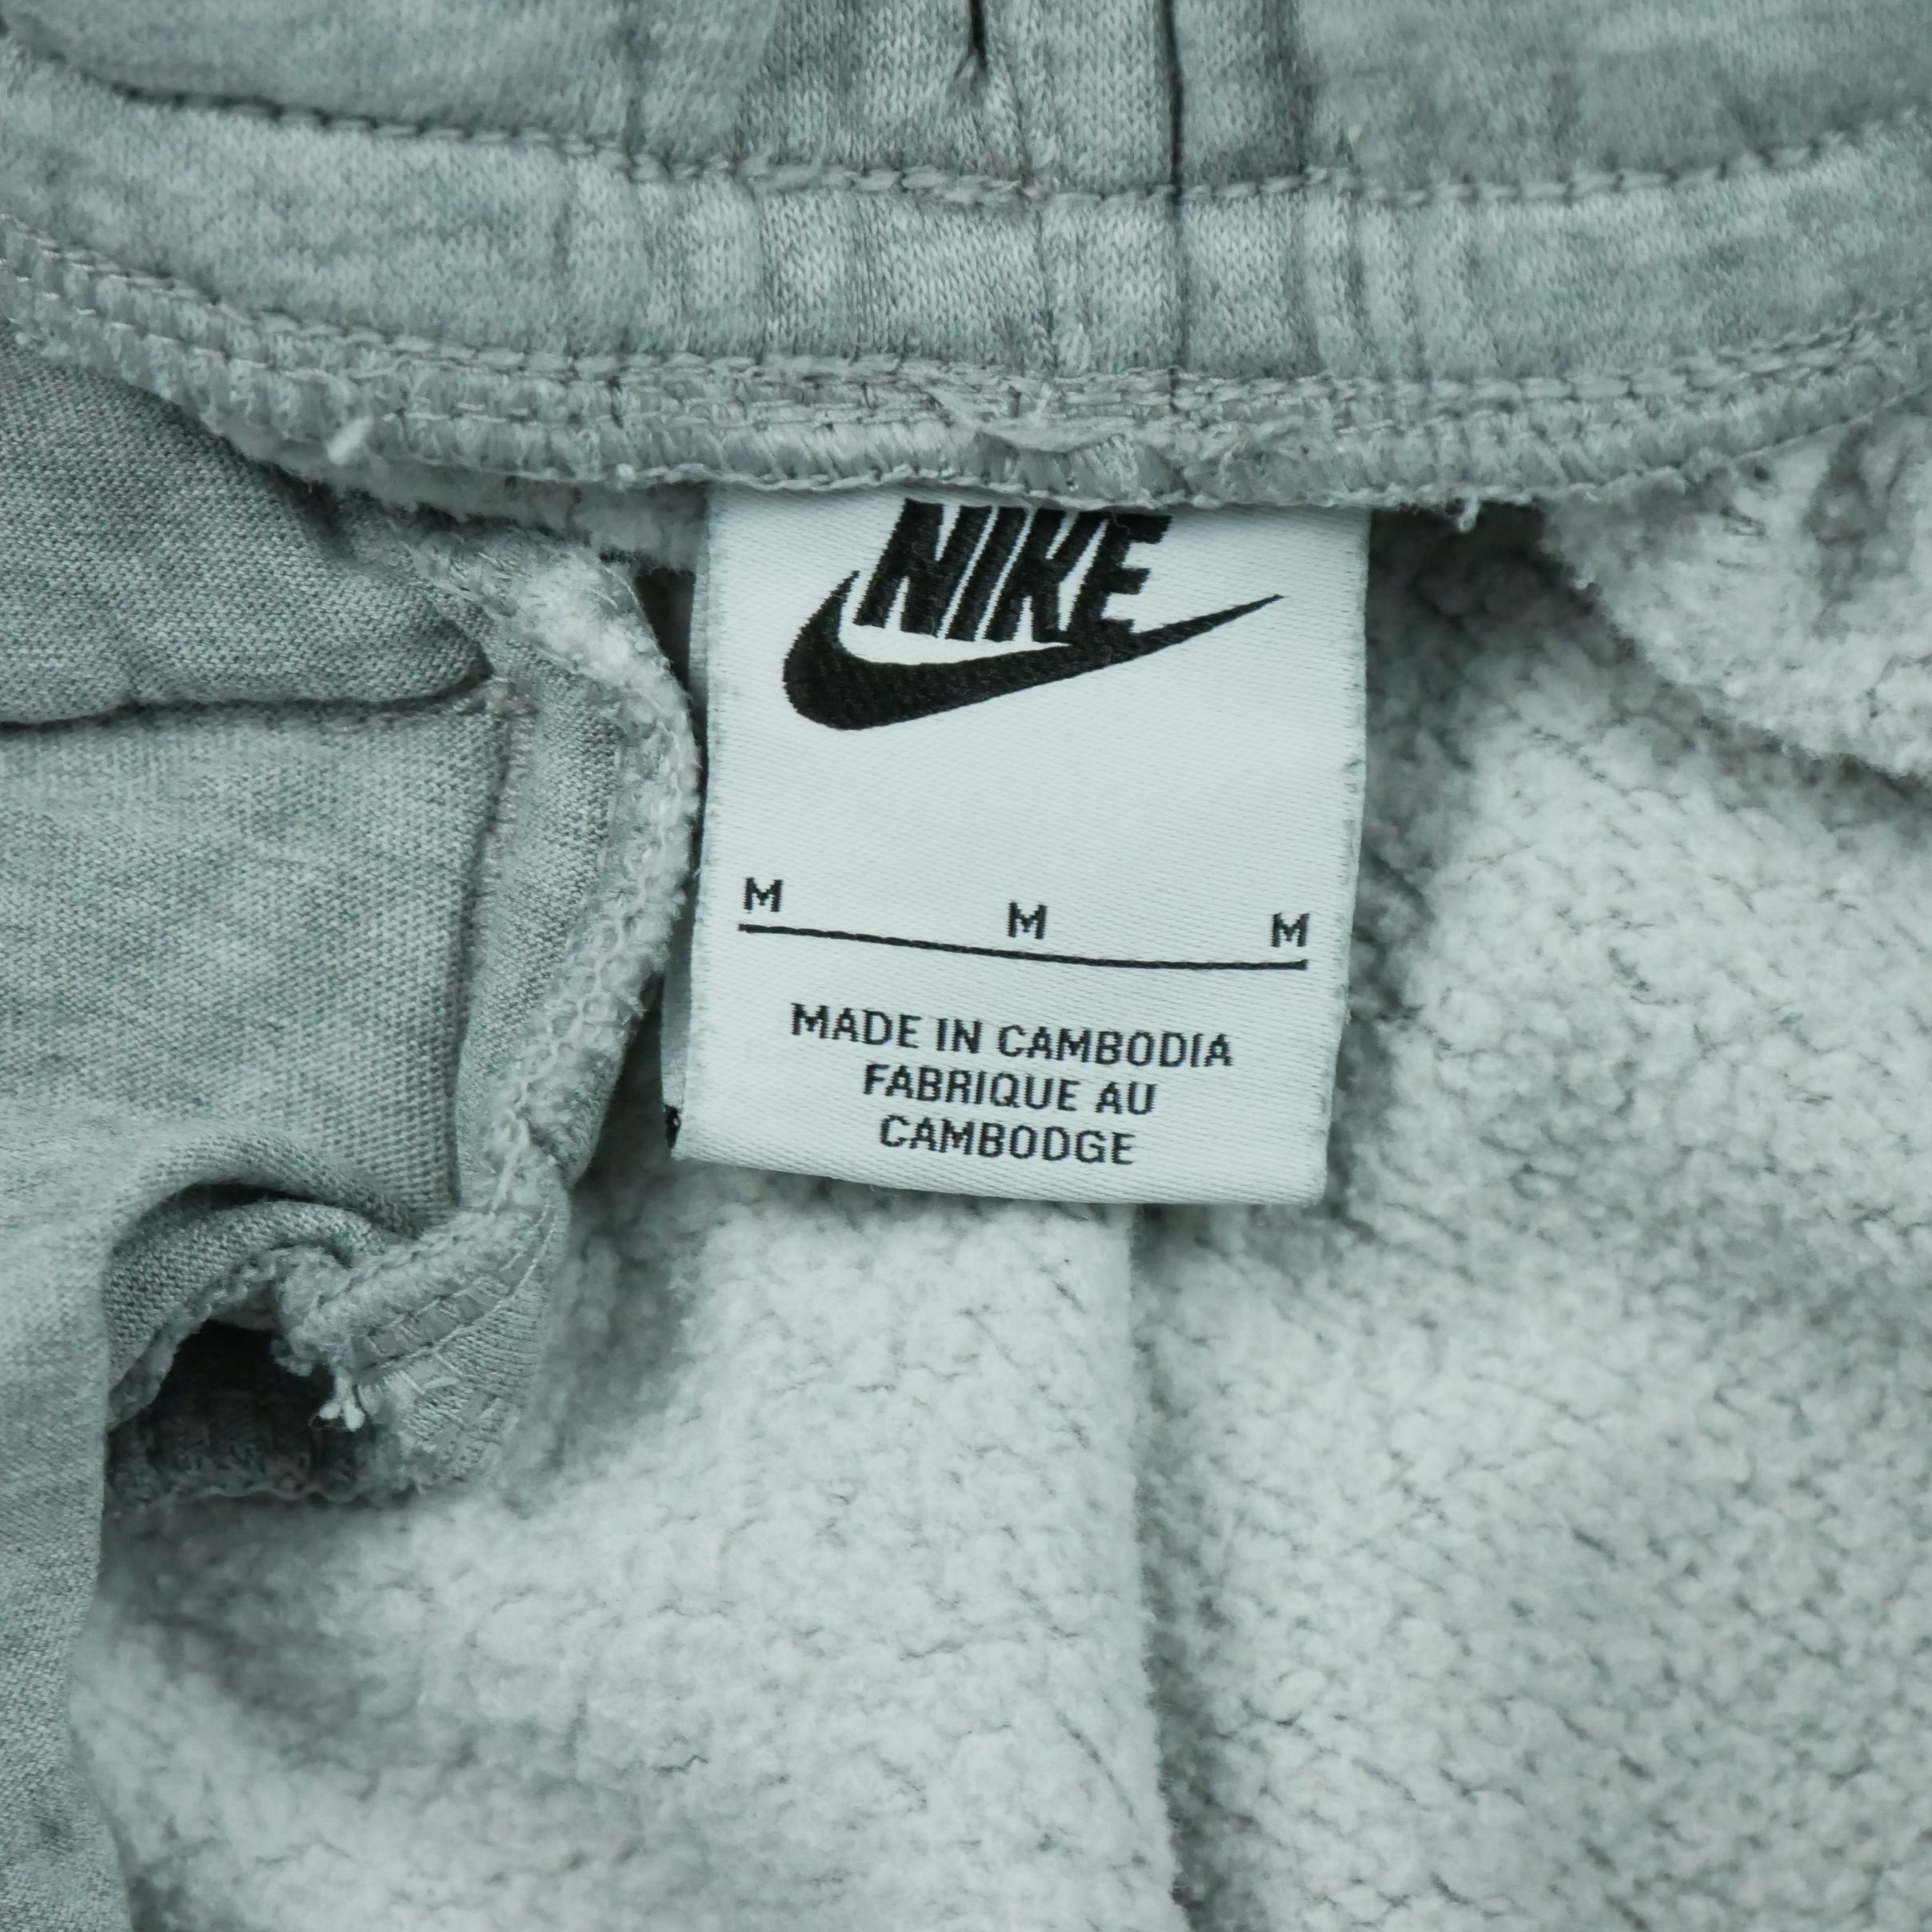 NIKE
M M M
MADE IN CAMBODIA
FABRIQUE AU
CAMBODGE